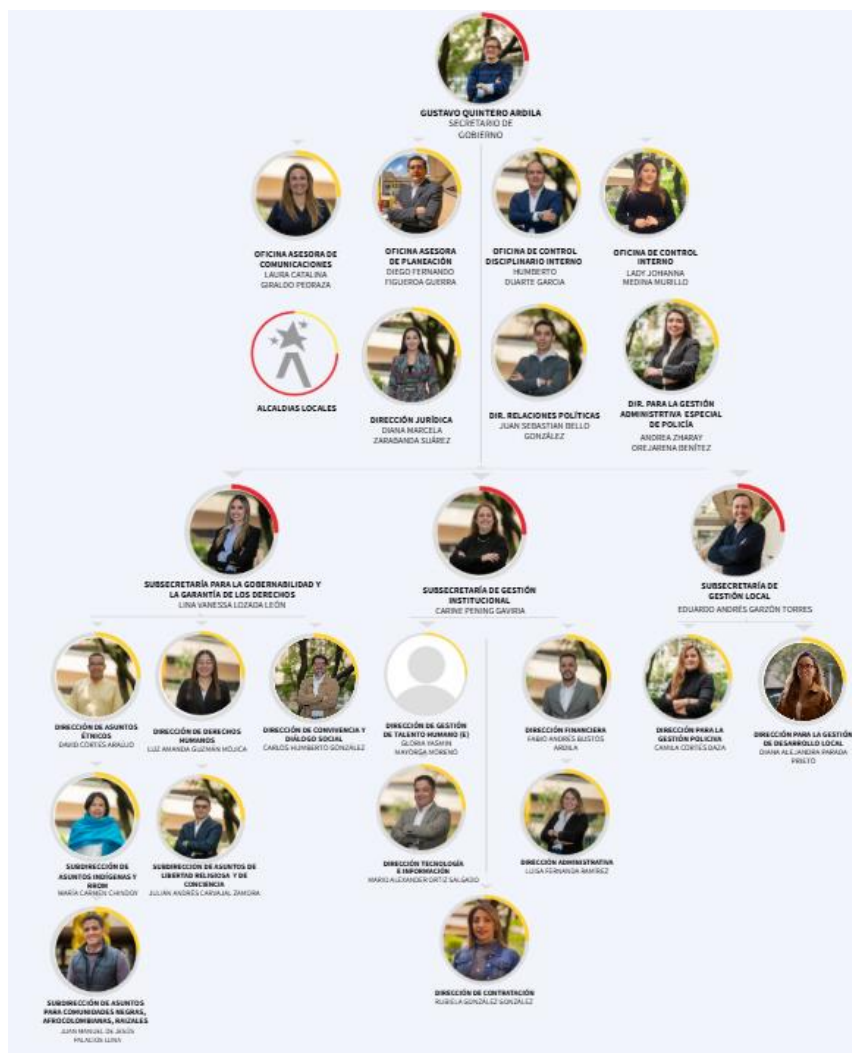 GUSTAVO QUINTERO ARDILA
SECRETARIO DE
GOBIERNO
OFICINA ASESORA DE
COMUNICACIONES
LAURA CATALINA
GIRALDO PEDRAZA
OFICINA ASESORA
DE PLANEACIÓN
DIEGO FERNANDO
FIGUEROA GUERRA
OFICINA DE CONTROL
DISCIPLINARIO INTERNO
HUMBERTO
DUARTE GARCIA
OFICINA DE CONTROL
INTERNO
LADY JOHANNA
MEDINA MURILLO
ALCALDIAS LOCALES
DIRECCIÓN JURÍDICA
DIANA MARCELA
ZARABANDA SUÁREZ
DIR. RELACIONES POLÍTICAS
JUAN SEBASTIAN BELLO
GONZÁLEZ
DIR. PARA LA GESTIÓN
ADMINISTRTIVA ESPECIAL
DE POLICÍA
ANDREA ZHARAY
OREJARENA BENÍTEZ
SUBSECRETARÍA PARA LA GOBERNABILIDAD Y
LA GARANTÍA DE LOS DERECHOS
LINA VANESSA LOZADA LEÓN
SUBSECRETARÍA DE GESTIÓN
INSTITUCIONAL
CARINE PENING GAVIRIA
SUBSECRETARÍA DE
GESTIÓN LOCAL
EDUARDO ANDRÉS GARZÓN TORRES
DIRECCIÓN DE ASUNTOS
ÉTNICOS
DAVID CORTES ARAUJO
DIRECCIÓN DE DERECHOS
HUMANOS
LUZ AMANDA GUZMÁN MOJICA
DIRECCIÓN DE CONVIVENCIA Y
DIÁLOGO SOCIAL
CARLOS HUMBERTO GONZÁLEZ
DIRECCIÓN DE GESTIÓN
DE TALENTO HUMANO (E)
GLORIA YASMIN
MAYORGA MORENO
DIRECCIÓN FINANCIERA
FABIO ANDRES BUSTOS
ARDILA
DIRECCIÓN PARA LA
GESTIÓN POLICIVA
CAMILA CORTES DAZA
DIRECCIÓN PARA LA GESTIÓN
DE DESARROLLO LOCAL
DIANA ALEJANDRA PARADA
PRIETO
SUBDIRECCIÓN DE
ASUNTOS INDÍGENAS Y
RROM
MARÍA CARMEN CHINDOY
SUBDIRECCIÓN DE ASUNTOS DE
LIBERTAD RELIGIOSA Y DE
CONCIENCIA
JULIAN ANDRÉS CARVAJAL ZAMORA
DIRECCIÓN TECNOLOGÍA
E INFORMACIÓN
MARIO ALEXANDER ORTIZ SALGADO
DIRECCIÓN ADMINISTRATIVA
LUISA FERNANDA RAMÍREZ
SUBDIRECCIÓN DE ASUNTOS
PARA COMUNIDADES NEGRAS,
AFROCOLOMBIANAS, RAIZALES
JUAN MANUEL DE JESÚS
PALACIOS LUNA
DIRECCIÓN DE CONTRATACIÓN
RUBIELA GONZÁLEZ GONZÁLEZ